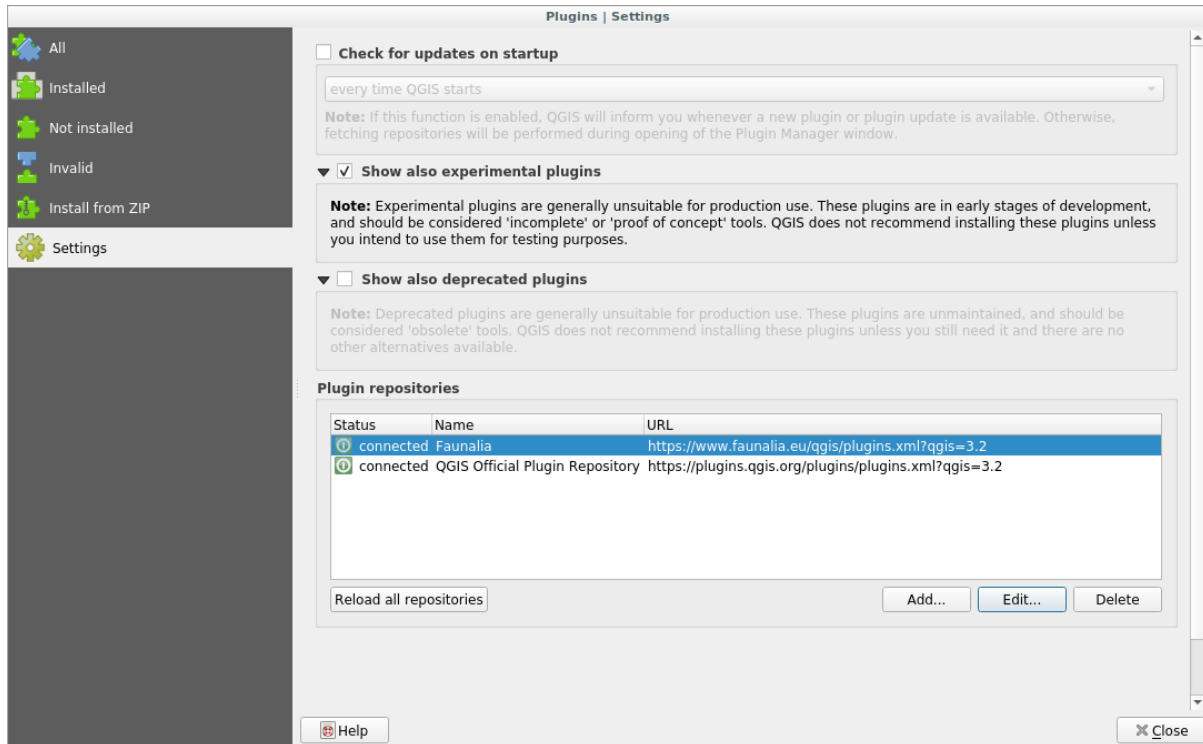 Plugins | Settings
All
Installed
Not installed
Invalid
Install from ZIP
Settings
Check for updates on startup
every time QGIS starts
Note: If this function is enabled, QGIS will inform you whenever a new plugin or plugin update is available. Otherwise,
fetching repositories will be performed during opening of the Plugin Manager window.
Show also experimental plugins
Note: Experimental plugins are generally unsuitable for production use. These plugins are in early stages of development,
and should be considered 'incomplete' or 'proof of concept' tools. QGIS does not recommend installing these plugins unless
you intend to use them for testing purposes.
Show also deprecated plugins
Note: Deprecated plugins are generally unsuitable for production use. These plugins are unmaintained, and should be
considered 'obsolete' tools. QGIS does not recommend installing these plugins unless you still need it and there are no
other alternatives available.
Plugin repositories
Status Name URL
connected Faunalia https://www.faunalia.eu/qgis/plugins.xml?qgis=3.2
connected QGIS Official Plugin Repository https://plugins.qgis.org/plugins/plugins.xml?qgis=3.2
Reload all repositories Add... Edit... Delete
Help Close